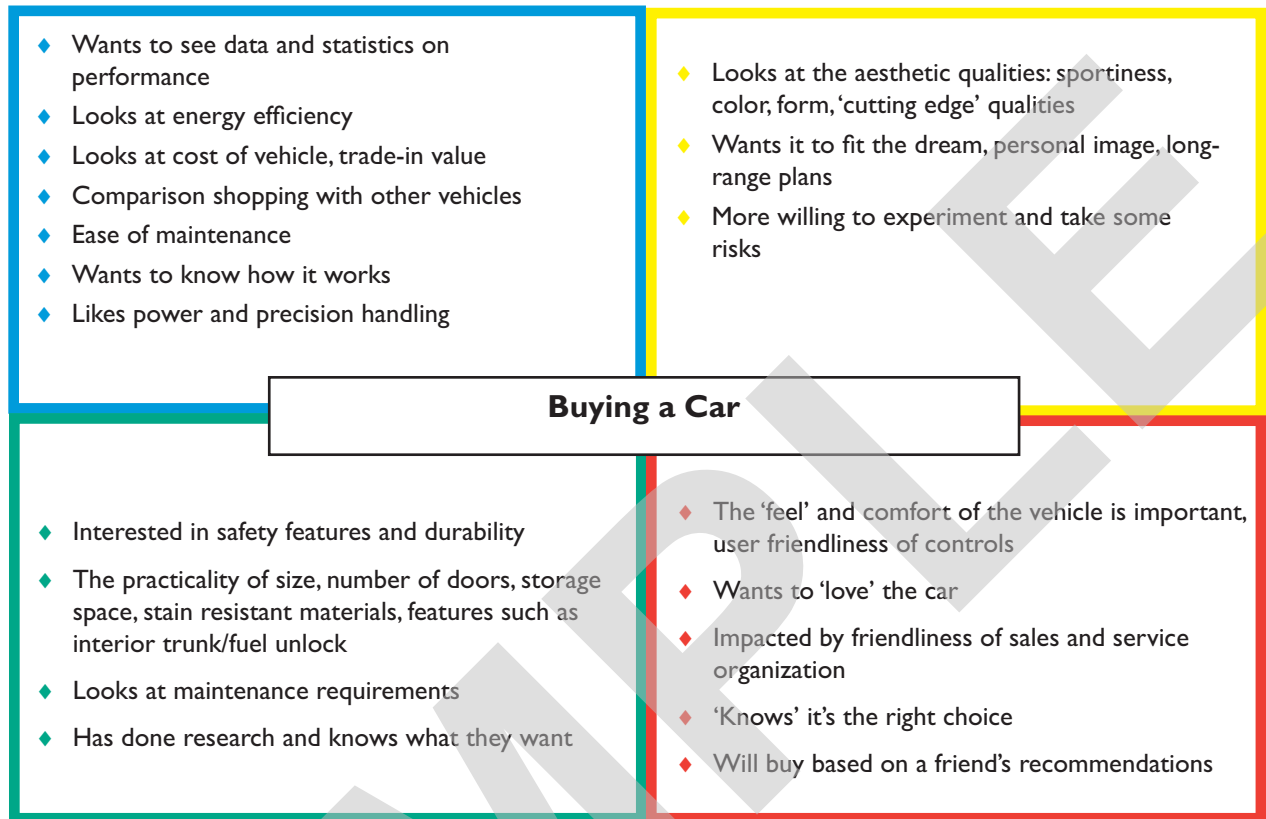 Wants to see data and statistics on
performance
Looks at energy efficiency
Looks at cost of vehicle, trade-in value
Comparison shopping with other vehicles
Ease of maintenance
Wants to know how it works
Likes power and precision handling
Looks at the aesthetic qualities: sportiness,
color, form, ‘cutting edge’ qualities
Wants it to fit the dream, personal image, long-
range plans
More willing to experiment and take some
risks
Buying a Car
Interested in safety features and durability
The practicality of size, number of doors, storage
space, stain resistant materials, features such as
interior trunk/fuel unlock
Looks at maintenance requirements
Has done research and knows what they want
The ‘feel’ and comfort of the vehicle is important,
user friendliness of controls
Wants to ‘love’ the car
Impacted by friendliness of sales and service
organization
‘Knows’ it’s the right choice
Will buy based on a friend’s recommendations
MPLE